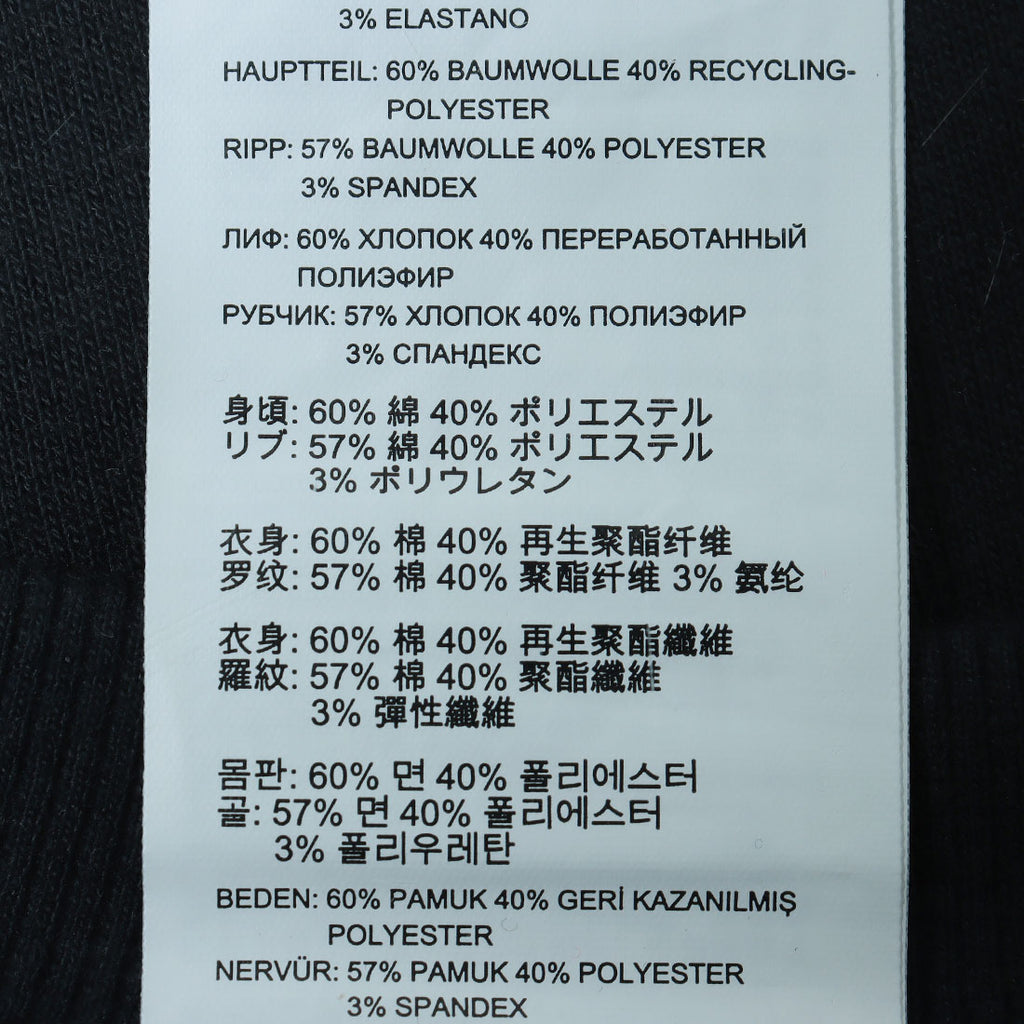 3% ELASTANO
HAUPTTEIL: 60% BAUMWOLLE 40% RECYCLING-
POLYESTER
RIPP: 57% BAUMWOLLE 40% POLYESTER
3% SPANDEX
ЛИФ: 60% ХЛОПОК 40% ПЕРЕРАБОТАННЫЙ
ПОЛИЭФИР
РУБЧИК: 57% ХЛОПОК 40% ПОЛИЭФИР
3% СПАНДЕКС
身頃: 60% 綿 40% ポリエステル
リブ: 57% 綿 40% ポリエステル
3% ポリウレタン
衣身: 60% 棉 40% 再生聚酯纤维
罗纹: 57% 棉 40% 聚酯纤维 3% 氨纶
衣身: 60% 棉 40% 再生聚酯纖維
羅紋: 57% 棉 40% 聚酯纖維
3% 彈性纖維
몸판: 60% 면 40% 폴리에스터
골: 57% 면 40% 폴리에스터
3% 폴리우레탄
BEDEN: 60% PAMUK 40% GERİ KAZANILMIŞ
POLYESTER
NERVÜR: 57% PAMUK 40% POLYESTER
3% SPANDEX